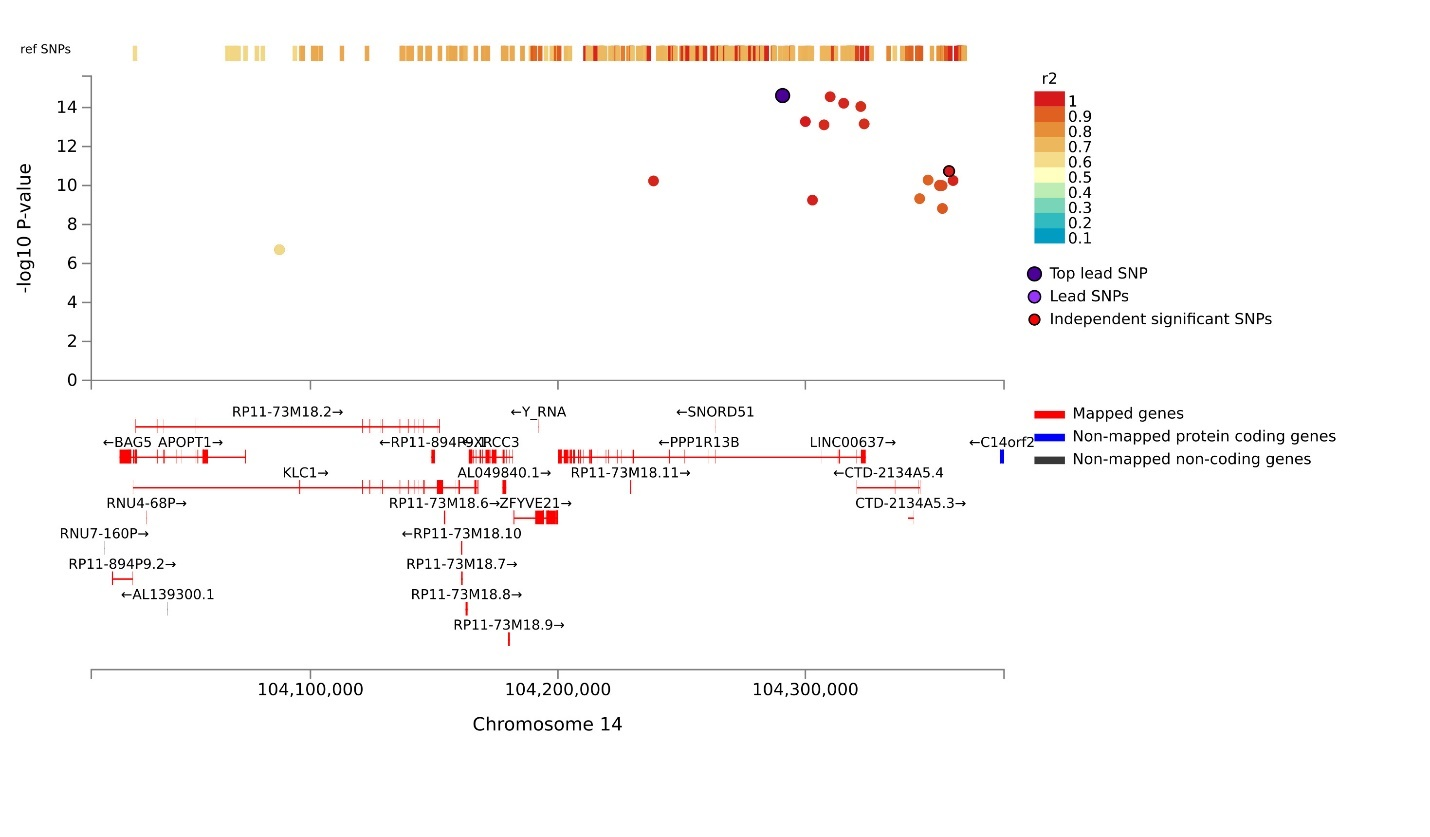 ref SNPs
-log10 P-value
14
12
10
8
6
4
2
0
r2
1
0.9
0.8
0.7
0.6
0.5
0.4
0.3
0.2
0.1
Top lead SNP
Lead SNPs
Independent significant SNPs
RP11-73M18.2→ ←Y_RNA ←SNORD51
←BAG5 APOPT1→ ←RP11-894P9.1 ←XRCC3 ←PPP1R13B LINC00637→ ←C14orf2
KLC1→ AL049840.1→ RP11-73M18.11→ ←CTD-2134A5.4
RNU4-68P→ RP11-73M18.6→ ZFYVE21→ CTD-2134A5.3→
RNU7-160P→ ←RP11-73M18.10
RP11-894P9.2→ RP11-73M18.7→
←AL139300.1 RP11-73M18.8→
RP11-73M18.9→
Mapped genes
Non-mapped protein coding genes
Non-mapped non-coding genes
104,100,000 104,200,000 104,300,000
Chromosome 14